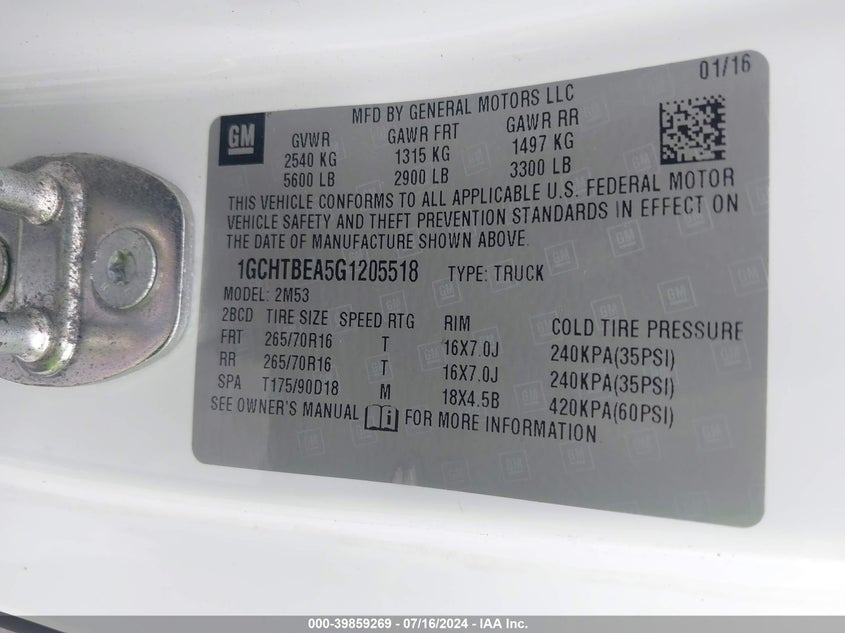 01/16
MFD BY GENERAL MOTORS LLC
GM
GVWR GAWR FRT GAWR RR
2540 KG 1315 KG 1497 KG
5600 LB 2900 LB 3300 LB
THIS VEHICLE CONFORMS TO ALL APPLICABLE U.S. FEDERAL MOTOR
VEHICLE SAFETY AND THEFT PREVENTION STANDARDS IN EFFECT ON
THE DATE OF MANUFACTURE SHOWN ABOVE.
1GCHTBEA5G1205518 TYPE: TRUCK
MODEL: 2M53
2BCD TIRE SIZE SPEED RTG RIM COLD TIRE PRESSURE
FRT 265/70R16 T 16X7.0J 240KPA(35PSI)
RR 265/70R16 T 16X7.0J 240KPA(35PSI)
SPA T175/90D18 M 18X4.5B 420KPA(60PSI)
SEE OWNER'S MANUAL FOR MORE INFORMATION.
000-39859269 - 07/16/2024 - IAA Inc.